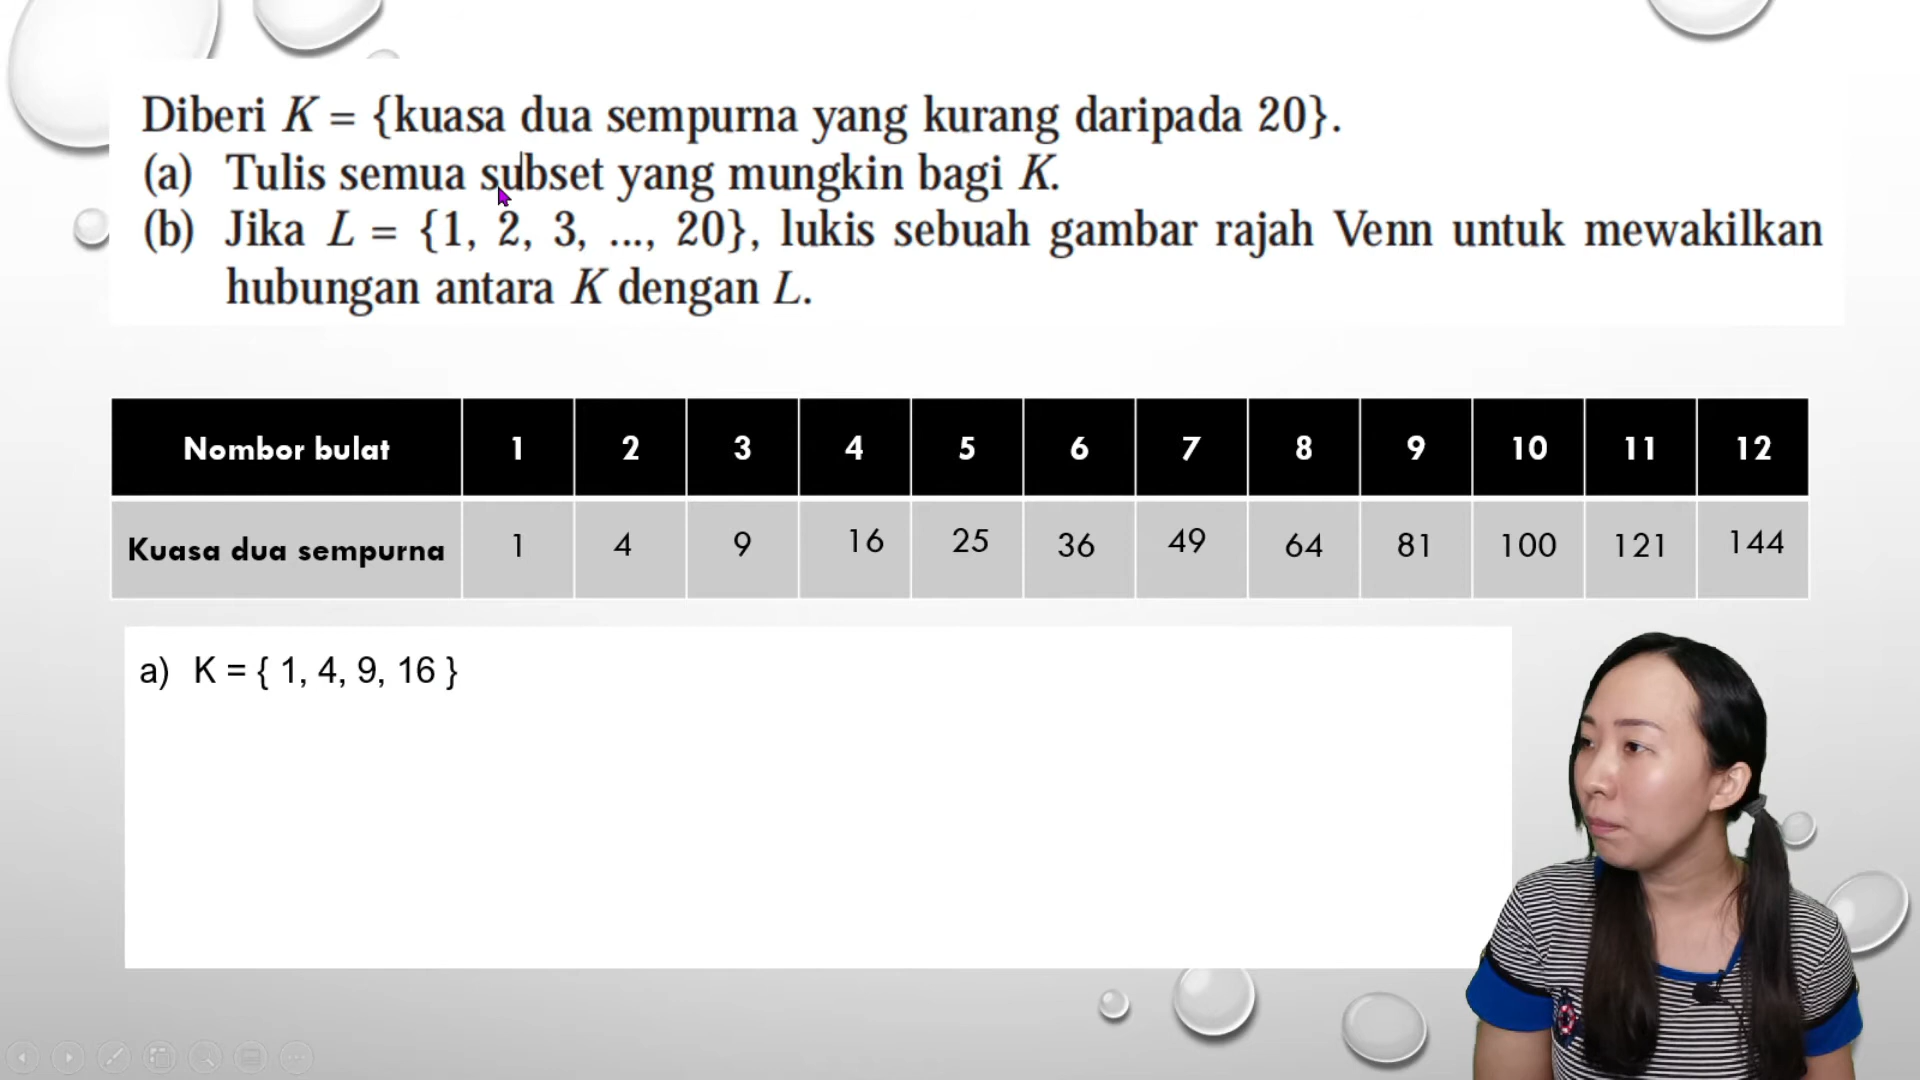 Diberi K = {kuasa dua sempurna yang kurang daripada 20}.
(a) Tulis semua subset yang mungkin bagi K.
(b) Jika L = {1, 2, 3, ..., 20}, lukis sebuah gambar rajah Venn untuk mewakilkan
hubungan antara K dengan L.
Nombor bulat 1 2 3 4 5 6 7 8 9 10 11 12
Kuasa dua sempurna 1 4 9 16 25 36 49 64 81 100 121 144
a) K = { 1, 4, 9, 16 }